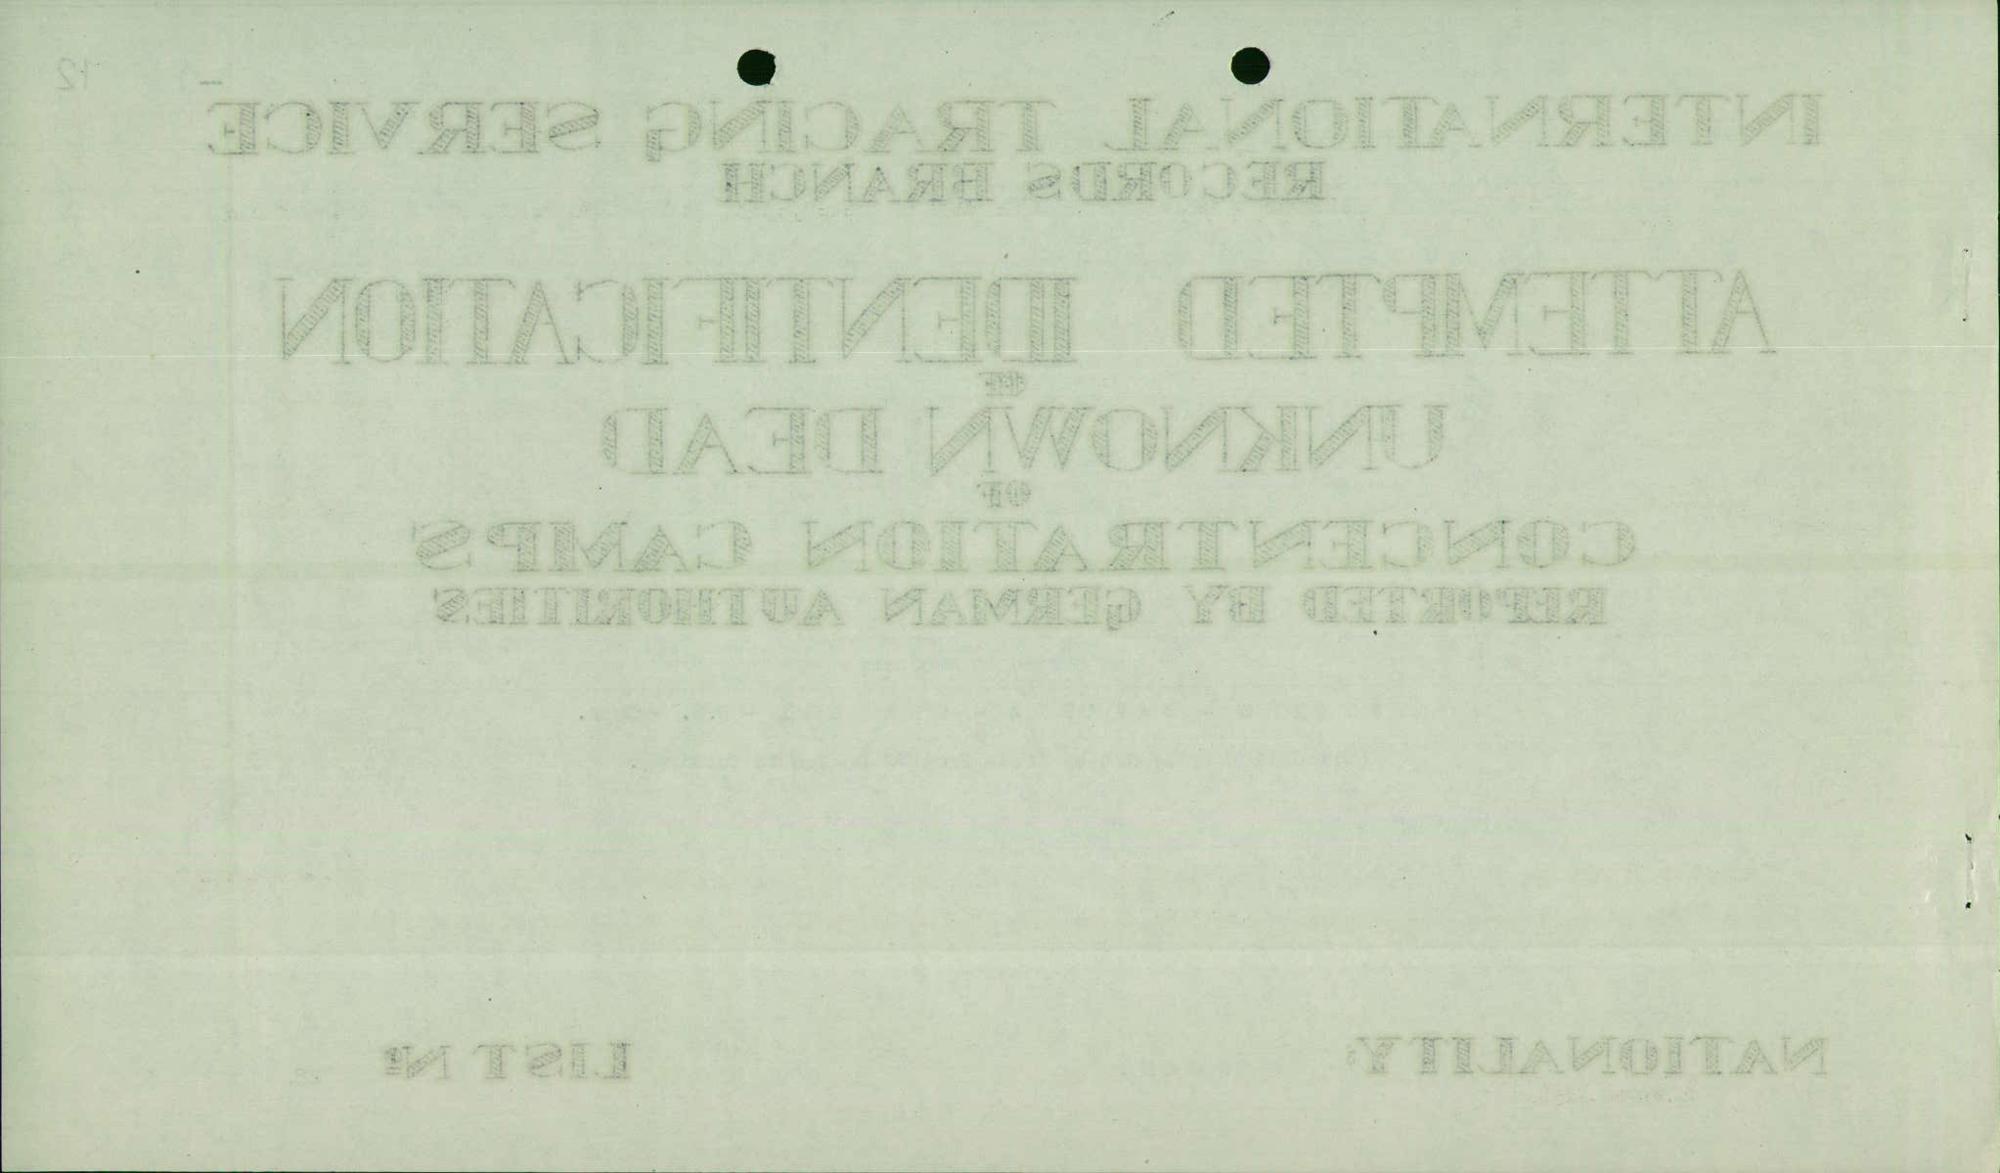 12
INTERNATIONAL TRACING SERVICE
RECORDS BRANCH
ATTEMPTED IDENTIFICATION
OF
UNKNOWN DEAD
OF
CONCENTRATION CAMPS
REPORTED BY GERMAN AUTHORITIES
NATIONALITY: LIST Nº